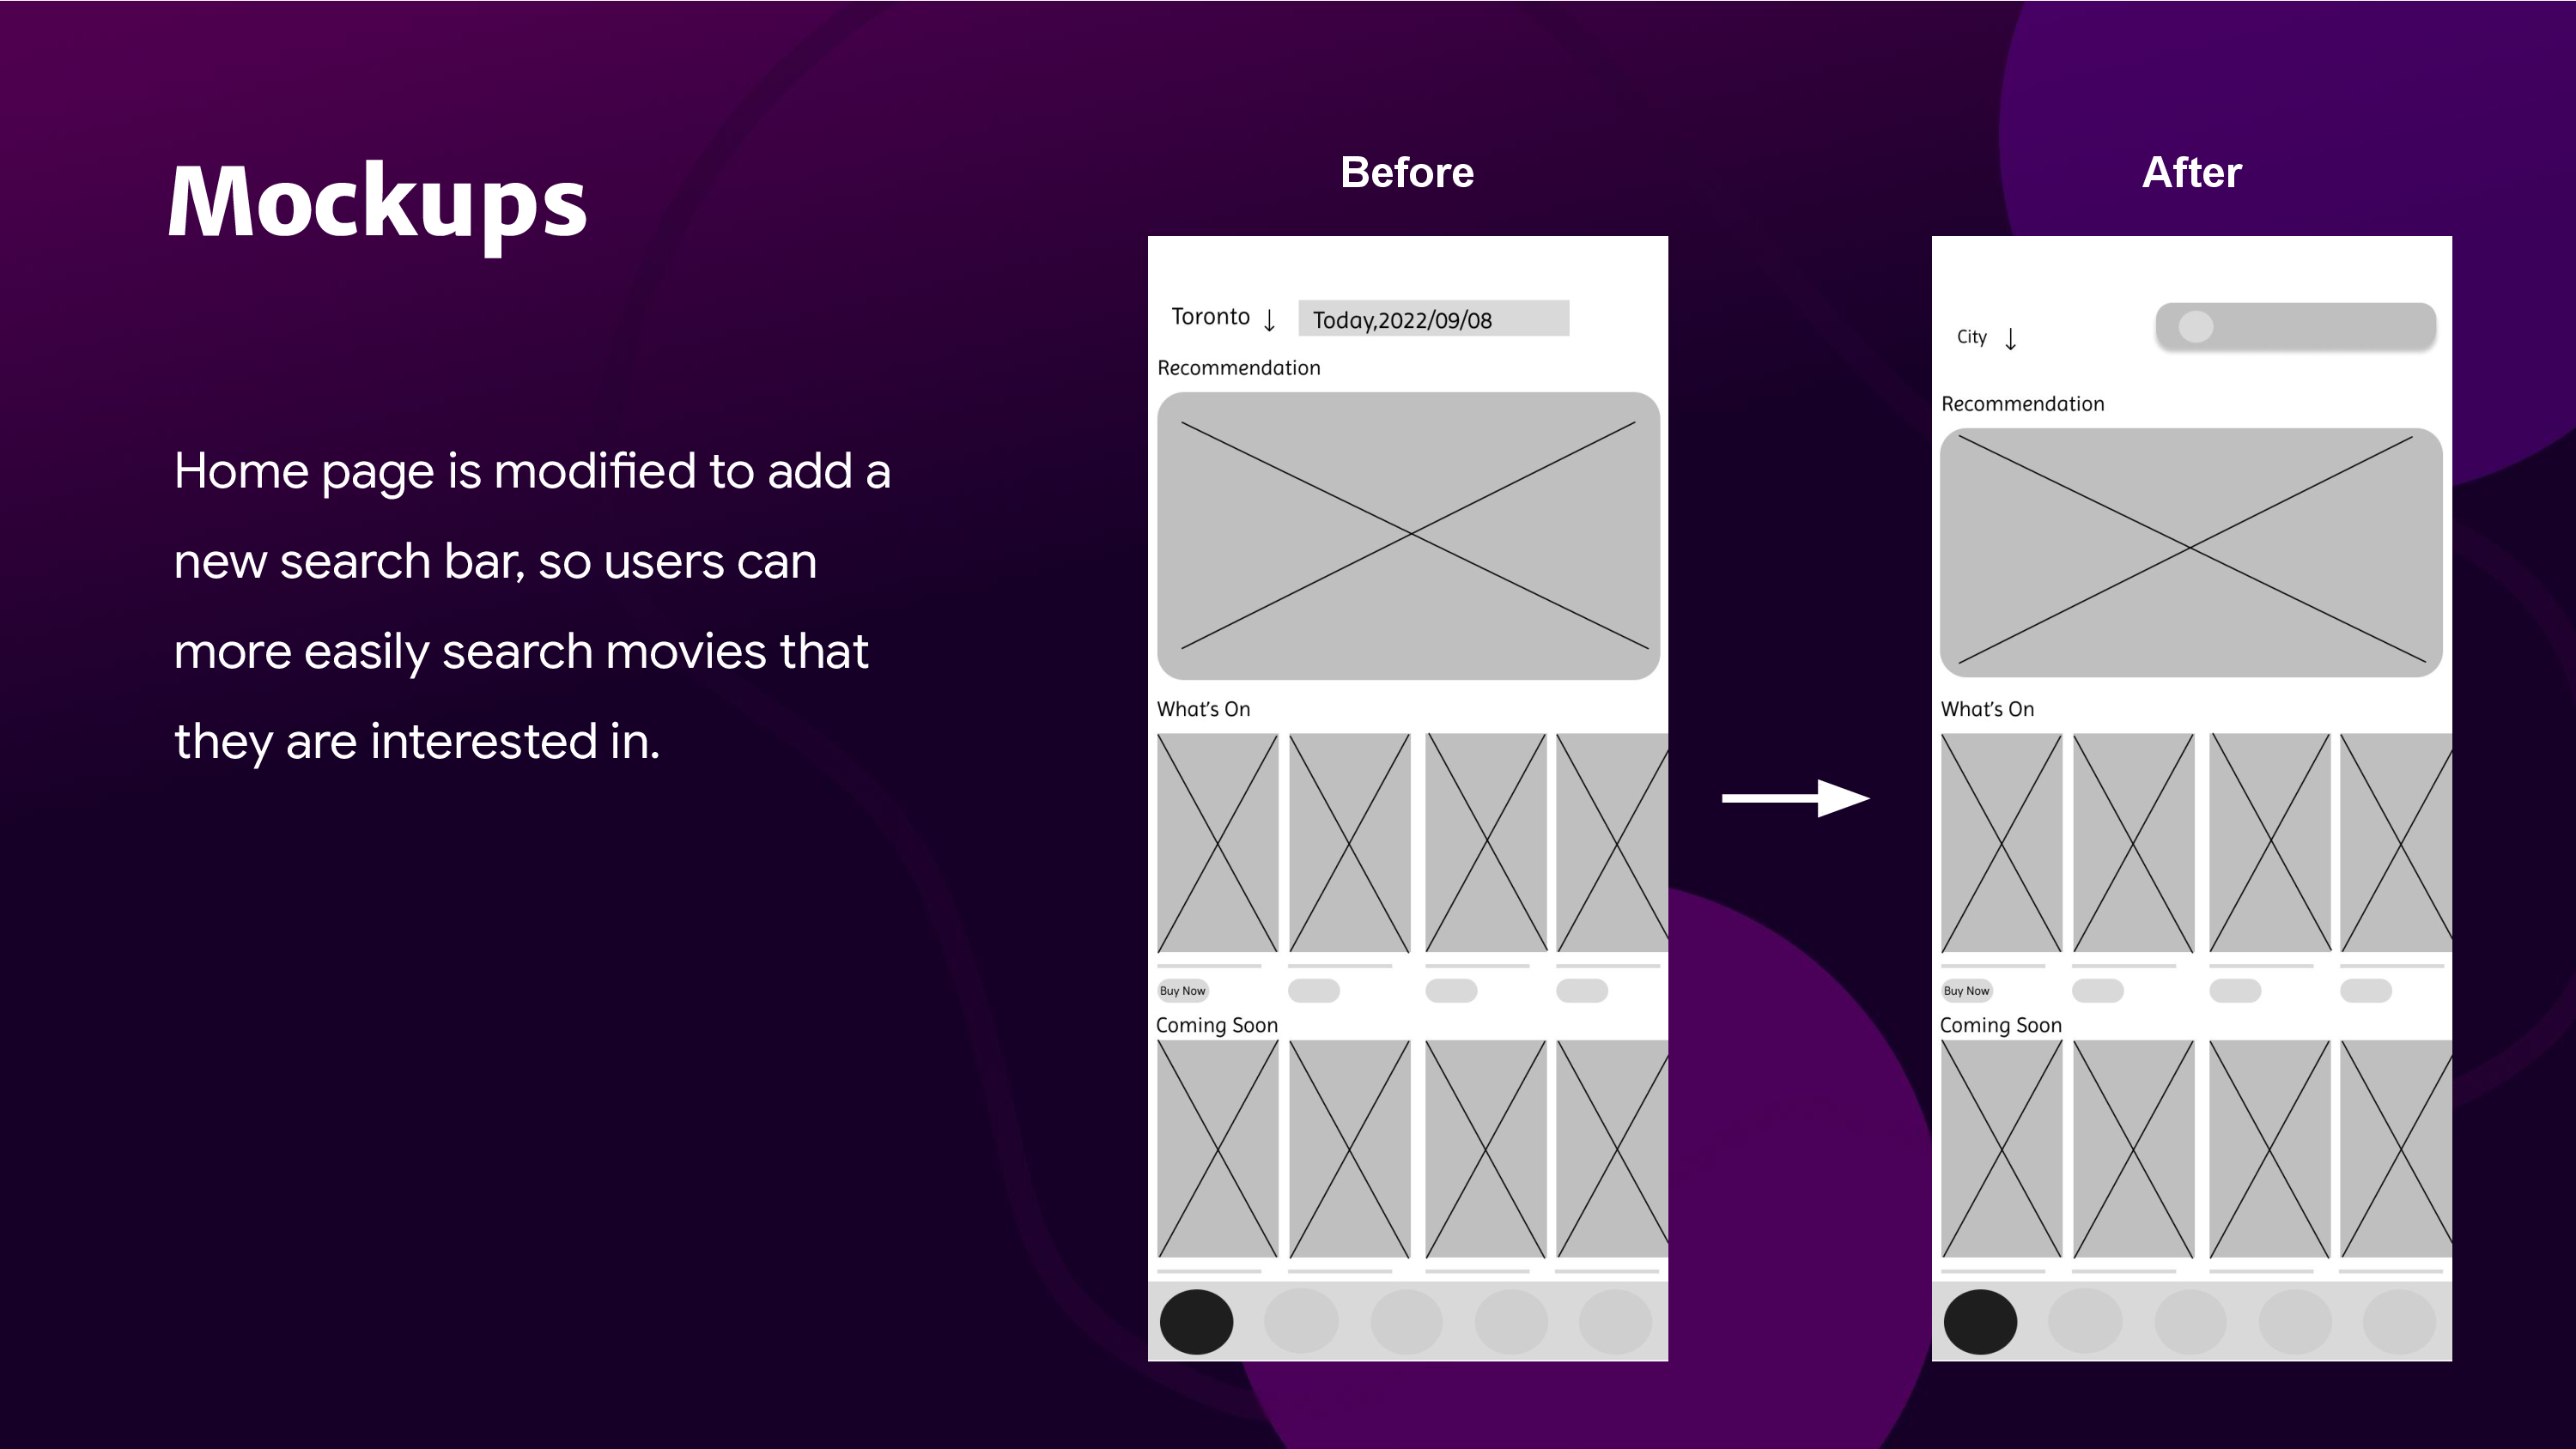 Mockups
Home page is modified to add a
new search bar, so users can
more easily search movies that
they are interested in.
Before
Toronto ↓ Today,2022/09/08
Recommendation
What's On
Buy Now
Coming Soon
After
City ↓
Recommendation
What's On
Buy Now
Coming Soon